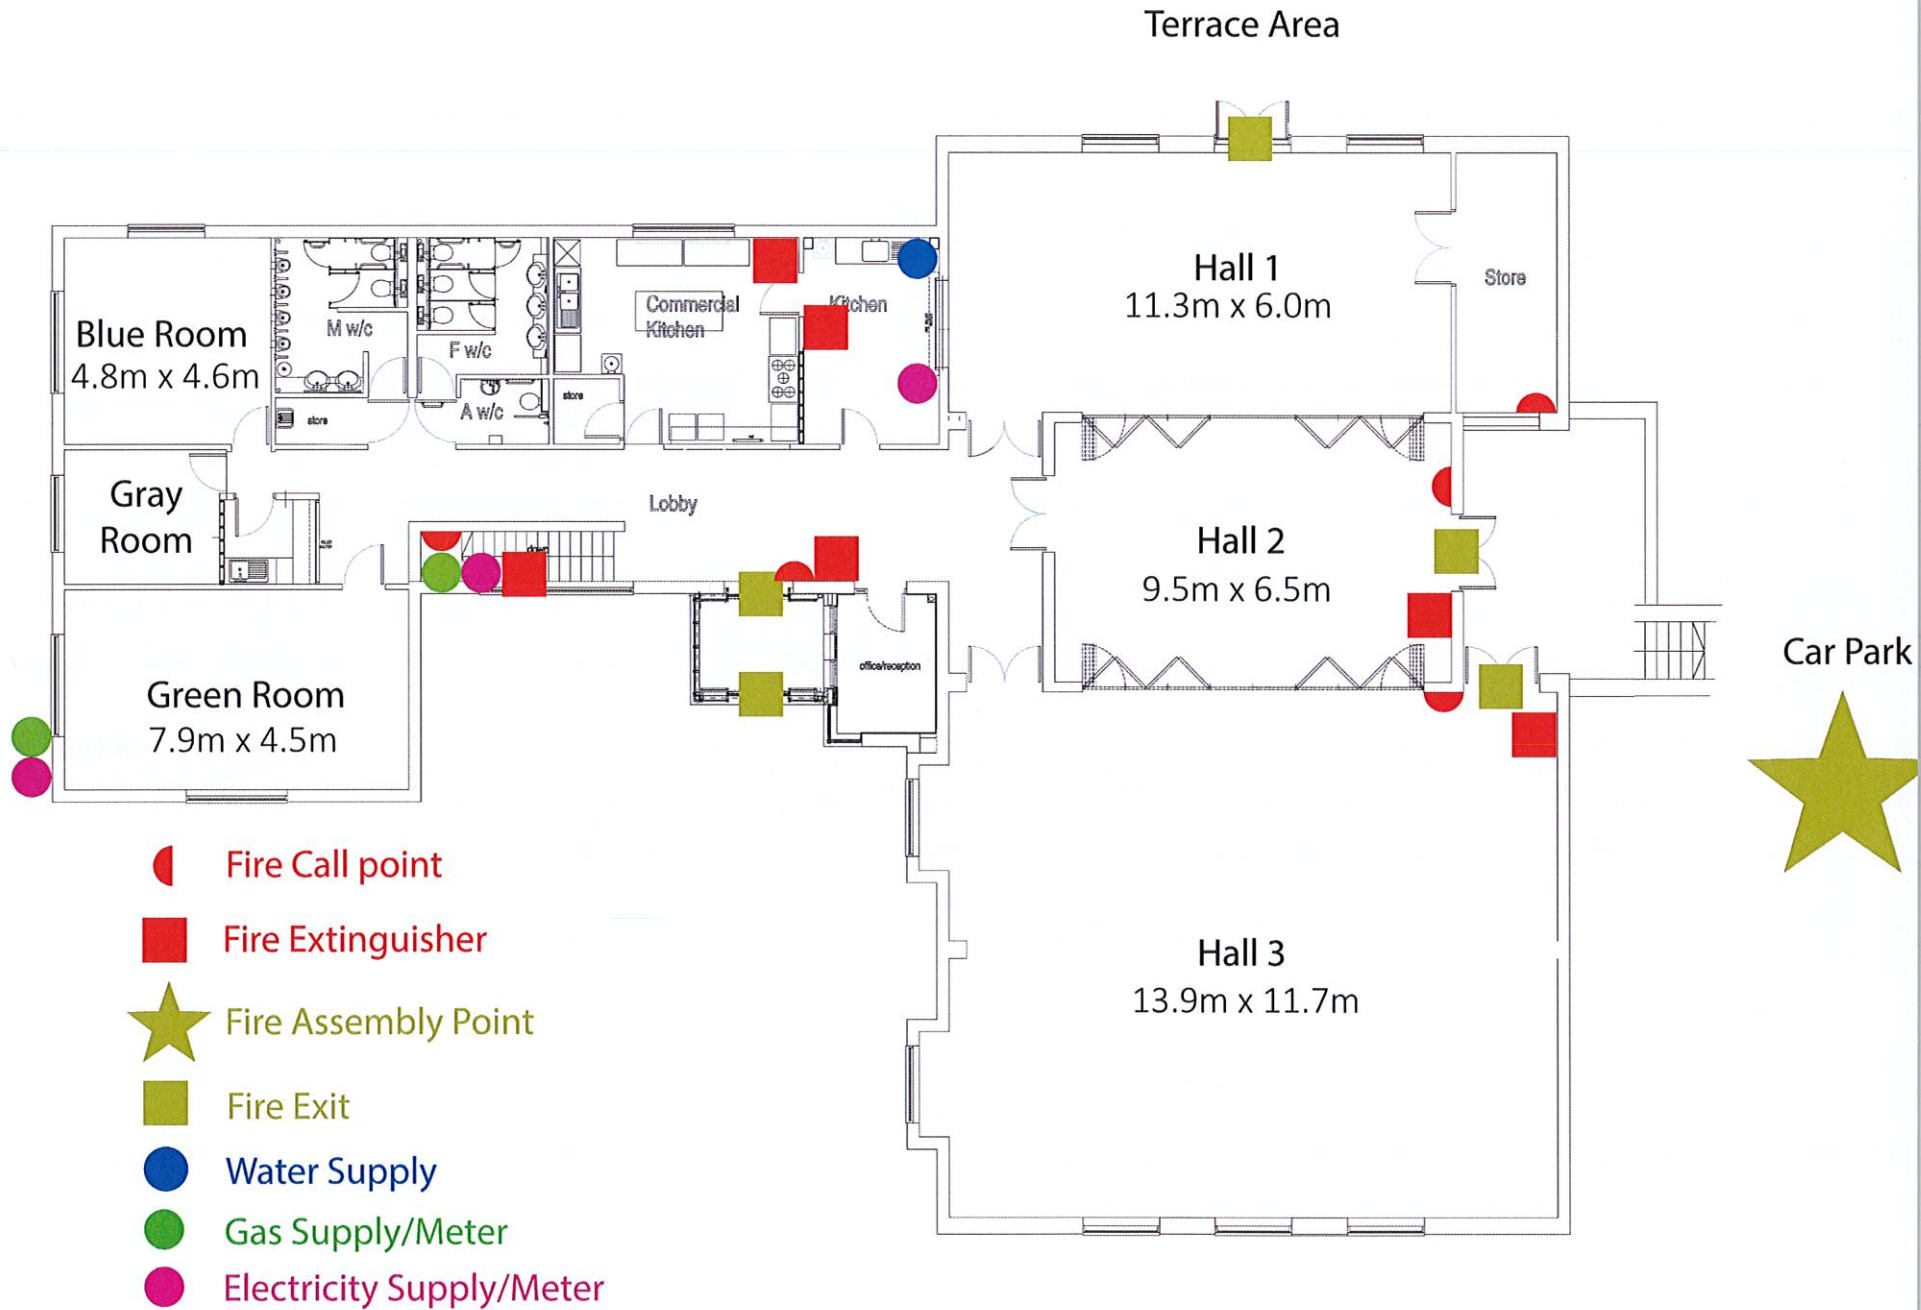 Terrace Area
Hall 1
11.3m x 6.0m
Store
Commercial
Kitchen
Kitchen
Blue Room
4.8m x 4.6m
M w/c
F w/c
A w/c
store
store
Gray
Room
Lobby
down
Hall 2
9.5m x 6.5m
office/reception
Car Park
Green Room
7.9m x 4.5m
Fire Call point
Fire Extinguisher
Hall 3
13.9m x 11.7m
Fire Assembly Point
Fire Exit
Water Supply
Gas Supply/Meter
Electricity Supply/Meter